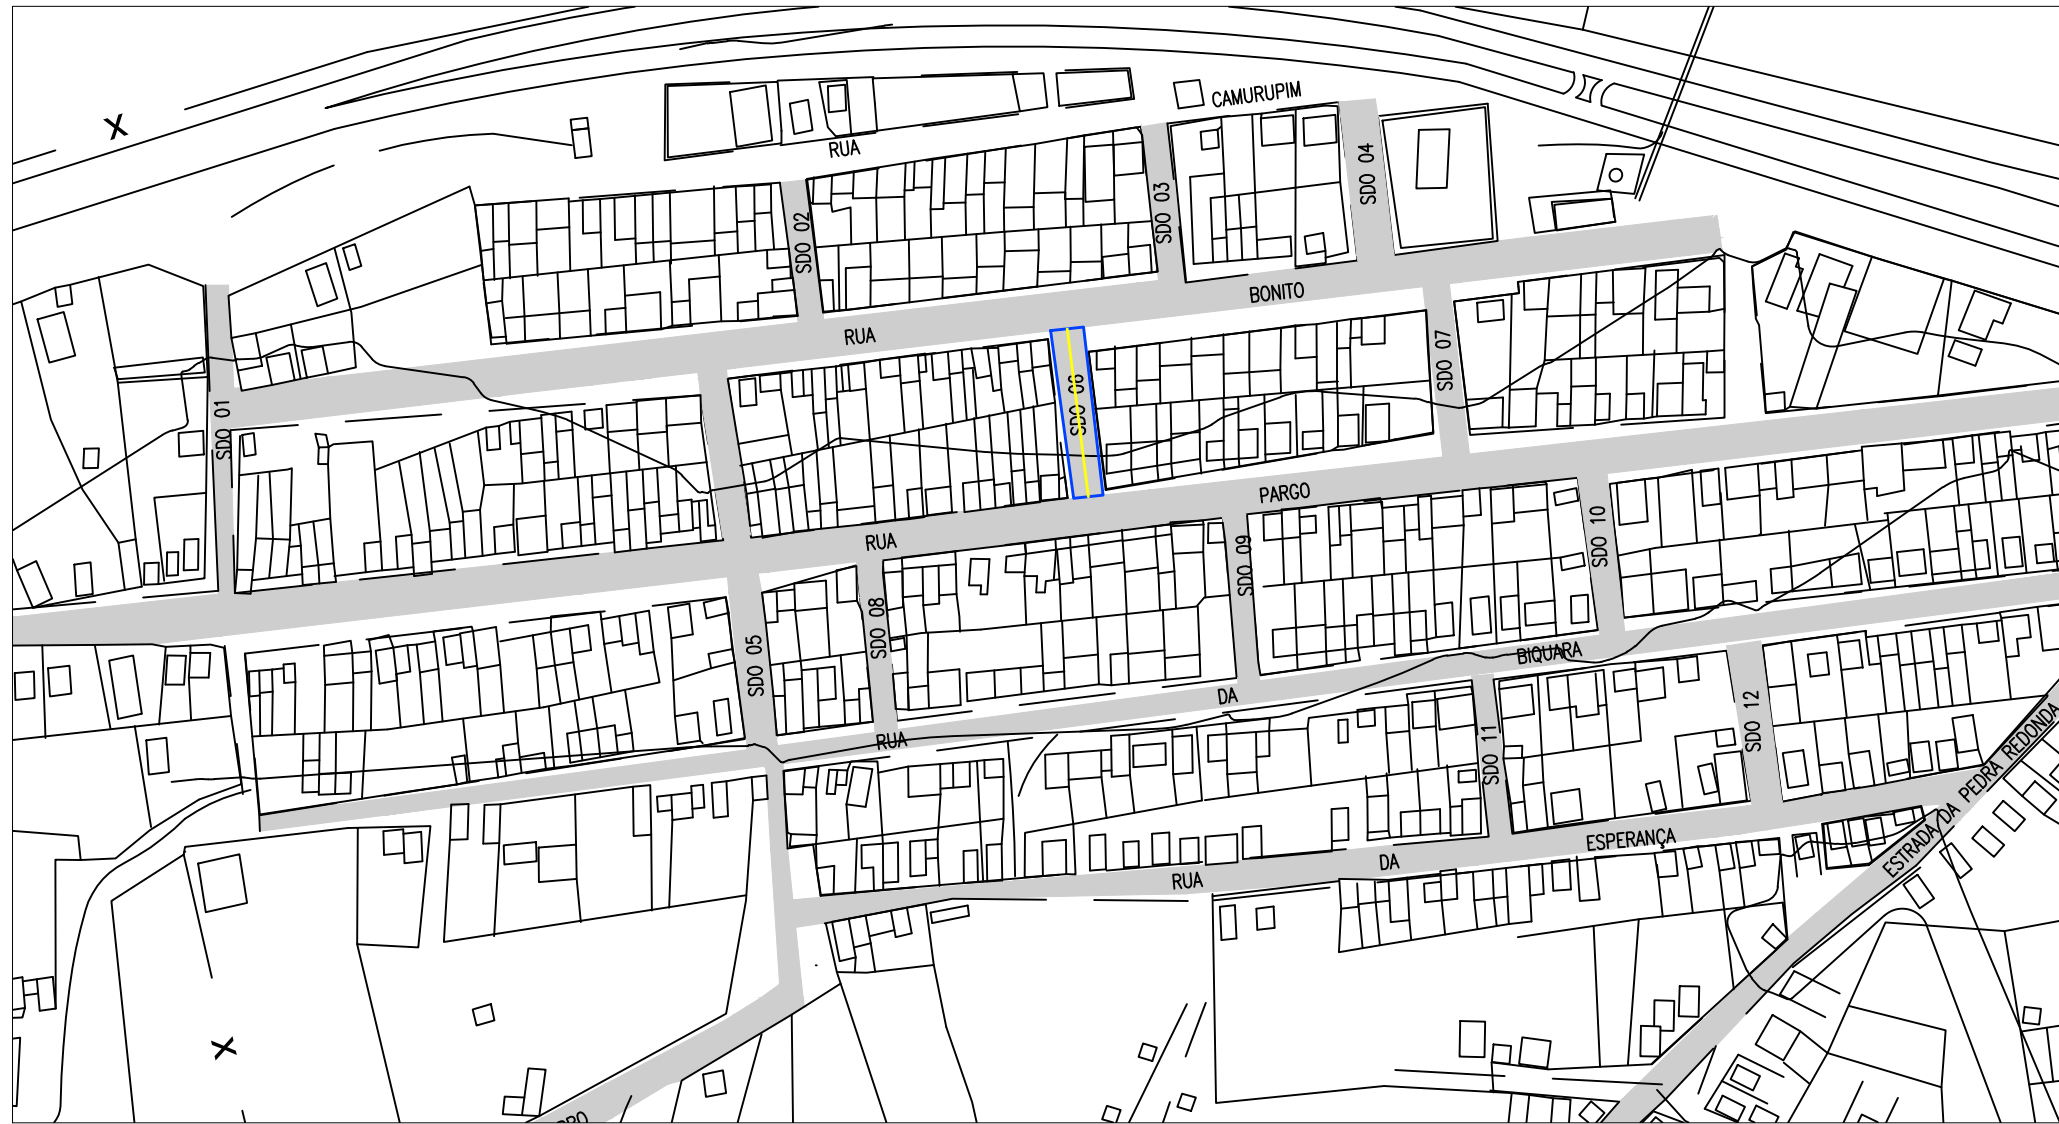 CAMURUPIM
RUA
SDO 04
SDO 03
SDO 02
BONITO
RUA
SDO 07
SDO 06
SDO 01
PARGO
RUA
SDO 10
SDO 09
SDO 08
SDO 05
BIQUARA
DA
RUA
SDO 12
SDO 11
ESTRADA DA PEDRA REDONDA
ESPERANÇA
DA
RUA
X
X